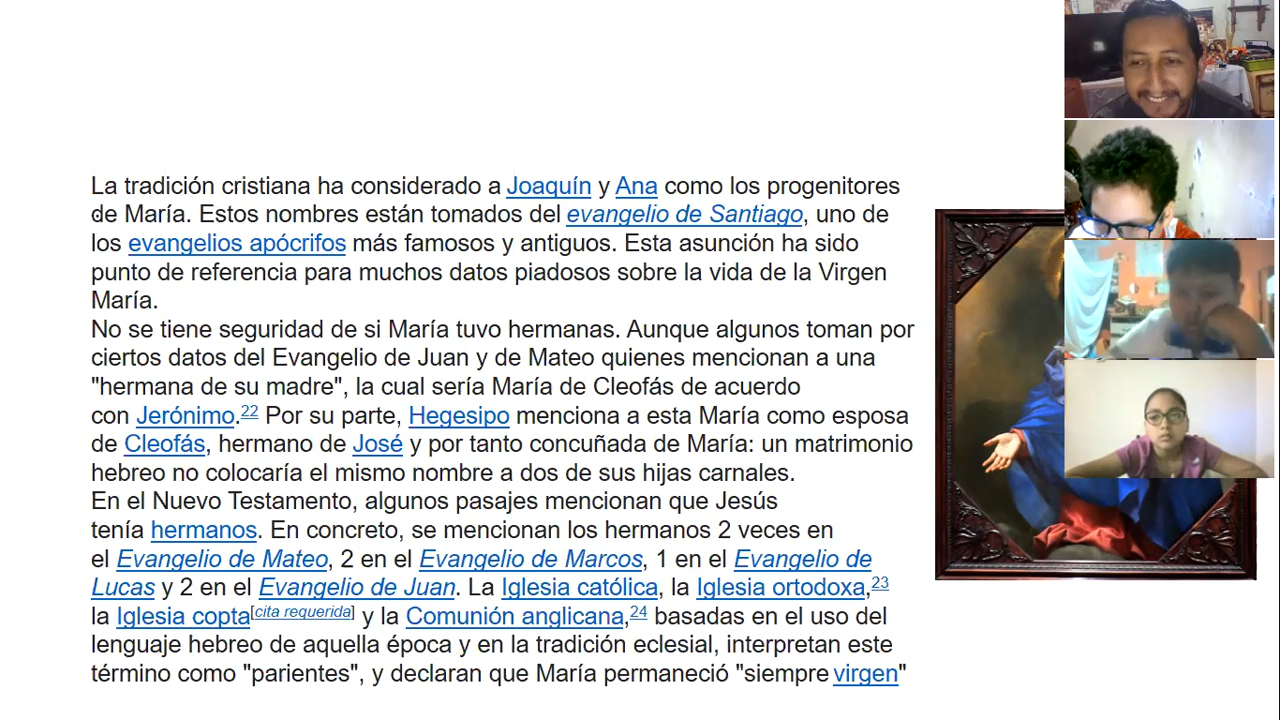 La tradición cristiana ha considerado a Joaquín y Ana como los progenitores
de María. Estos nombres están tomados del evangelio de Santiago, uno de
los evangelios apócrifos más famosos y antiguos. Esta asunción ha sido
punto de referencia para muchos datos piadosos sobre la vida de la Virgen
María.
No se tiene seguridad de si María tuvo hermanas. Aunque algunos toman por
ciertos datos del Evangelio de Juan y de Mateo quienes mencionan a una
"hermana de su madre", la cual sería María de Cleofás de acuerdo
con Jerónimo.22 Por su parte, Hegesipo menciona a esta María como esposa
de Cleofás, hermano de José y por tanto concuñada de María: un matrimonio
hebreo no colocaría el mismo nombre a dos de sus hijas carnales.
En el Nuevo Testamento, algunos pasajes mencionan que Jesús
tenía hermanos. En concreto, se mencionan los hermanos 2 veces en
el Evangelio de Mateo, 2 en el Evangelio de Marcos, 1 en el Evangelio de
Lucas y 2 en el Evangelio de Juan. La Iglesia católica, la Iglesia ortodoxa,23
la Iglesia copta[cita requerida] y la Comunión anglicana,24 basadas en el uso del
lenguaje hebreo de aquella época y en la tradición eclesial, interpretan este
término como "parientes", y declaran que María permaneció "siempre virgen"